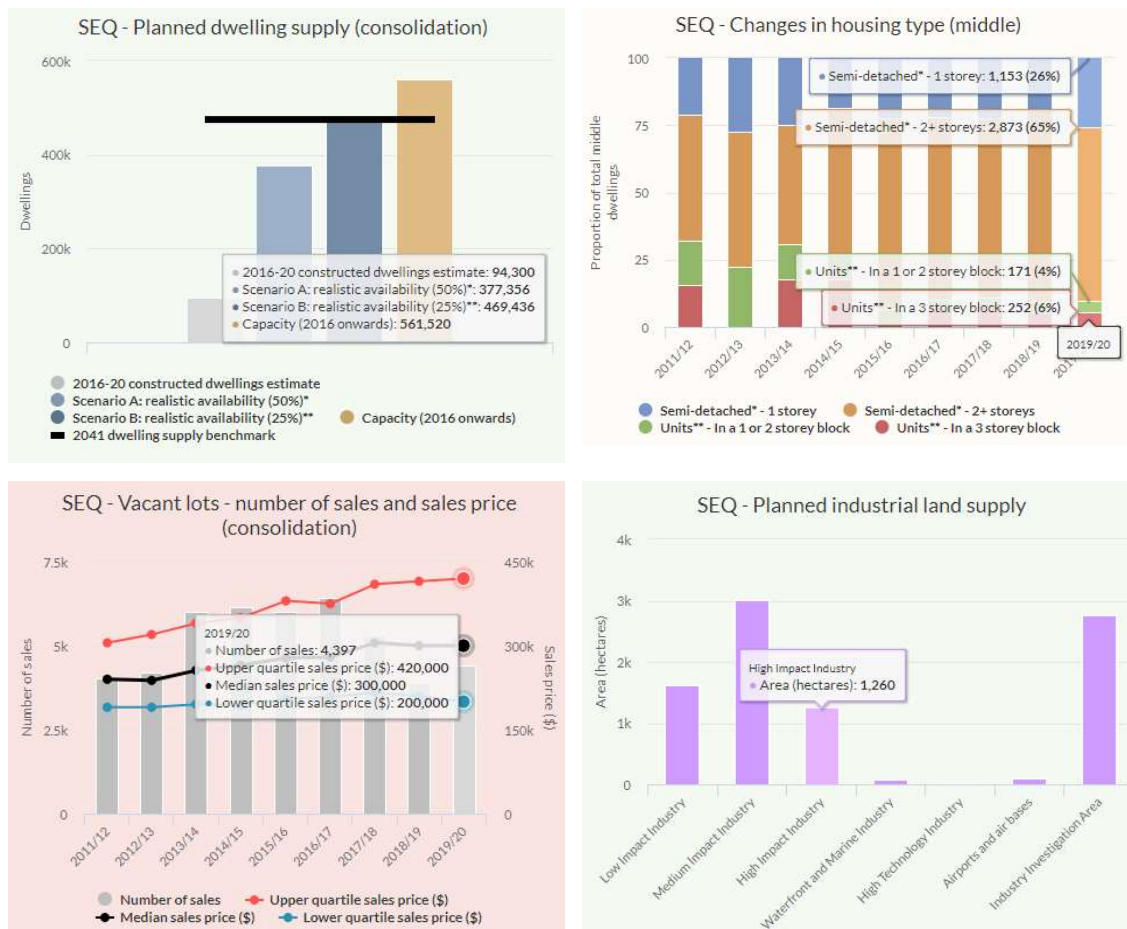 SEQ - Planned dwelling supply (consolidation)
600k
400k
200k
0
Dwellings
2016-20 constructed dwellings estimate: 94,300
Scenario A: realistic availability (50%)*: 377,356
Scenario B: realistic availability (25%)**: 469,436
Capacity (2016 onwards): 561,520
2016-20 constructed dwellings estimate
Scenario A: realistic availability (50%)*
Scenario B: realistic availability (25%)** Capacity (2016 onwards)
2041 dwelling supply benchmark
SEQ - Changes in housing type (middle)
100
75
50
25
0
Proportion of total middle
dwellings
Semi-detached* - 1 storey: 1,153 (26%)
Semi-detached* - 2+ storeys: 2,873 (65%)
Units** - In a 1 or 2 storey block: 171 (4%)
Units** - In a 3 storey block: 252 (6%)
2019/20
2011/12
2012/13
2013/14
2014/15
2015/16
2016/17
2017/18
2018/19
Semi-detached* - 1 storey Semi-detached* - 2+ storeys
Units** - In a 1 or 2 storey block Units** - In a 3 storey block
SEQ - Vacant lots - number of sales and sales price
(consolidation)
7.5k
5k
2.5k
0
Number of sales
450k
300k
150k
0
Sales price ($)
2019/20
Number of sales: 4,397
Upper quartile sales price ($): 420,000
Median sales price ($): 300,000
Lower quartile sales price ($): 200,000
2011/12
2012/13
2013/14
2014/15
2015/16
2016/17
2017/18
2018/19
2019/20
Number of sales Upper quartile sales price ($)
Median sales price ($) Lower quartile sales price ($)
SEQ - Planned industrial land supply
4k
3k
2k
1k
0
Area (hectares)
High Impact Industry
Area (hectares): 1,260
Low Impact Industry
Medium Impact Industry
High Impact Industry
Waterfront and Marine Industry
High Technology Industry
Airports and air bases
Industry Investigation Area